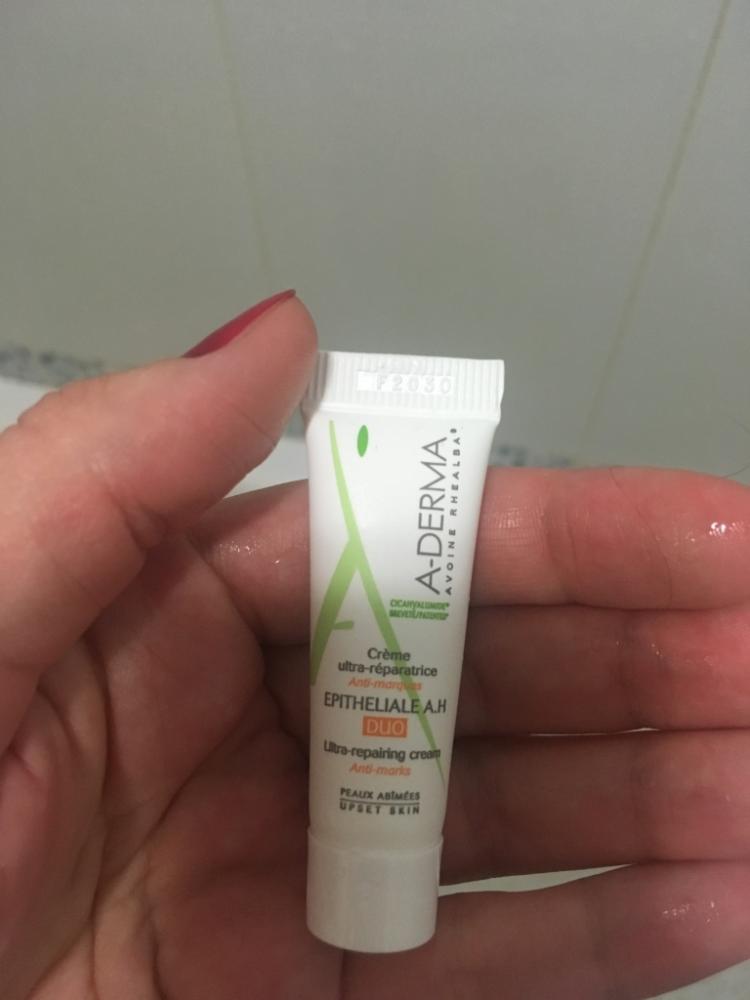 F2030
A-DERMA
AVOINE RHEALBA®
CICAHYALUMIDE®
BREVETÉ/PATENTED
Crème
ultra-réparatrice
Anti-marques
EPITHELIALE A.H
DUO
Ultra-repairing cream
Anti-marks
PEAUX ABÎMÉES
UPSET SKIN